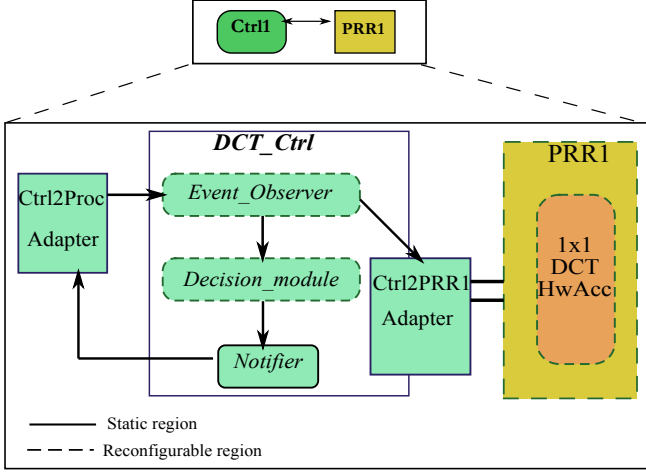 Ctrl1
PRR1
DCT_Ctrl
PRR1
Ctrl2Proc
Adapter
Event_Observer
Decision_module
Notifier
Ctrl2PRR1
Adapter
1x1
DCT
HwAcc
Static region
Reconfigurable region